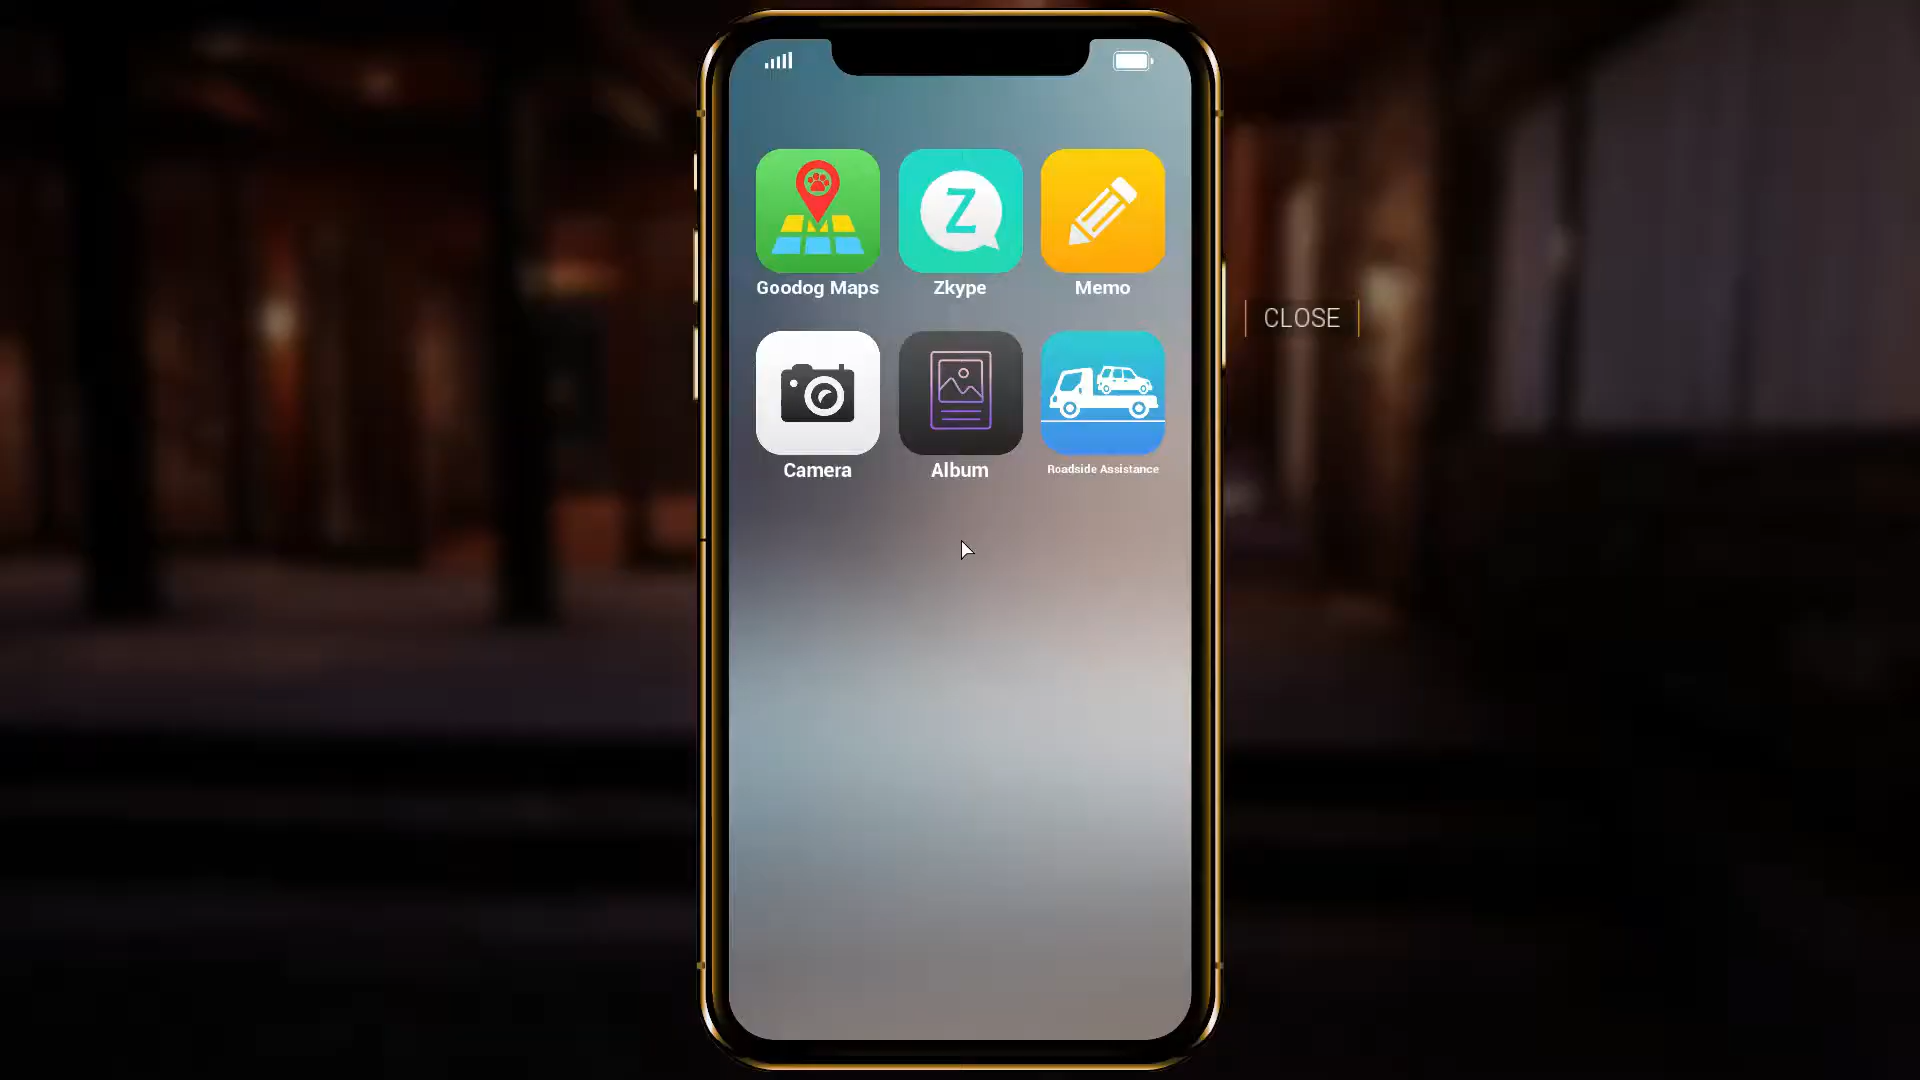 Goodog Maps
Z
Zkype
Memo
Camera
Album
Roadside Assistance
CLOSE